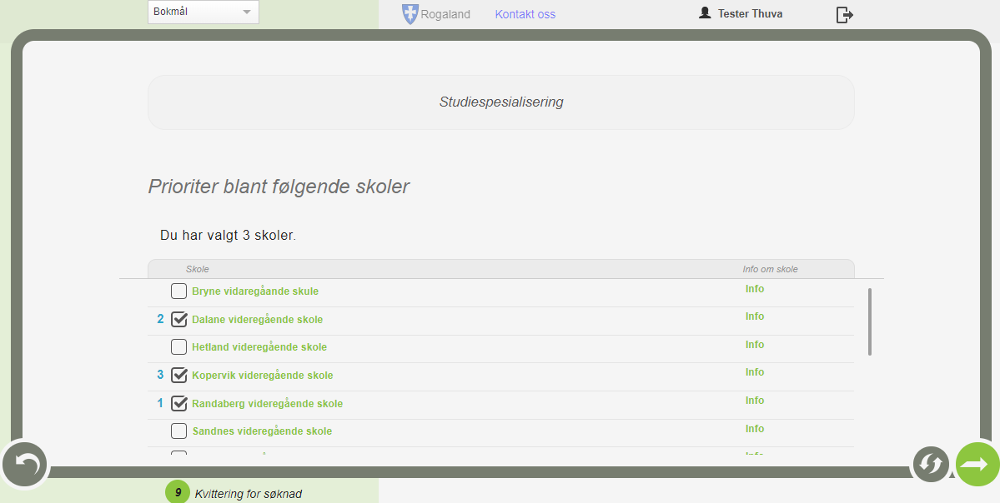 Bokmål
Rogaland
Kontakt oss
Tester Thuva
Studiespesialisering
Prioriter blant følgende skoler
Du har valgt 3 skoler.
Skole Info om skole
Bryne vidaregåande skule Info
2 Dalane videregående skole Info
Hetland videregående skole Info
3 Kopervik videregående skole Info
1 Randaberg videregående skole Info
Sandnes videregående skole Info
9 Kvittering for søknad